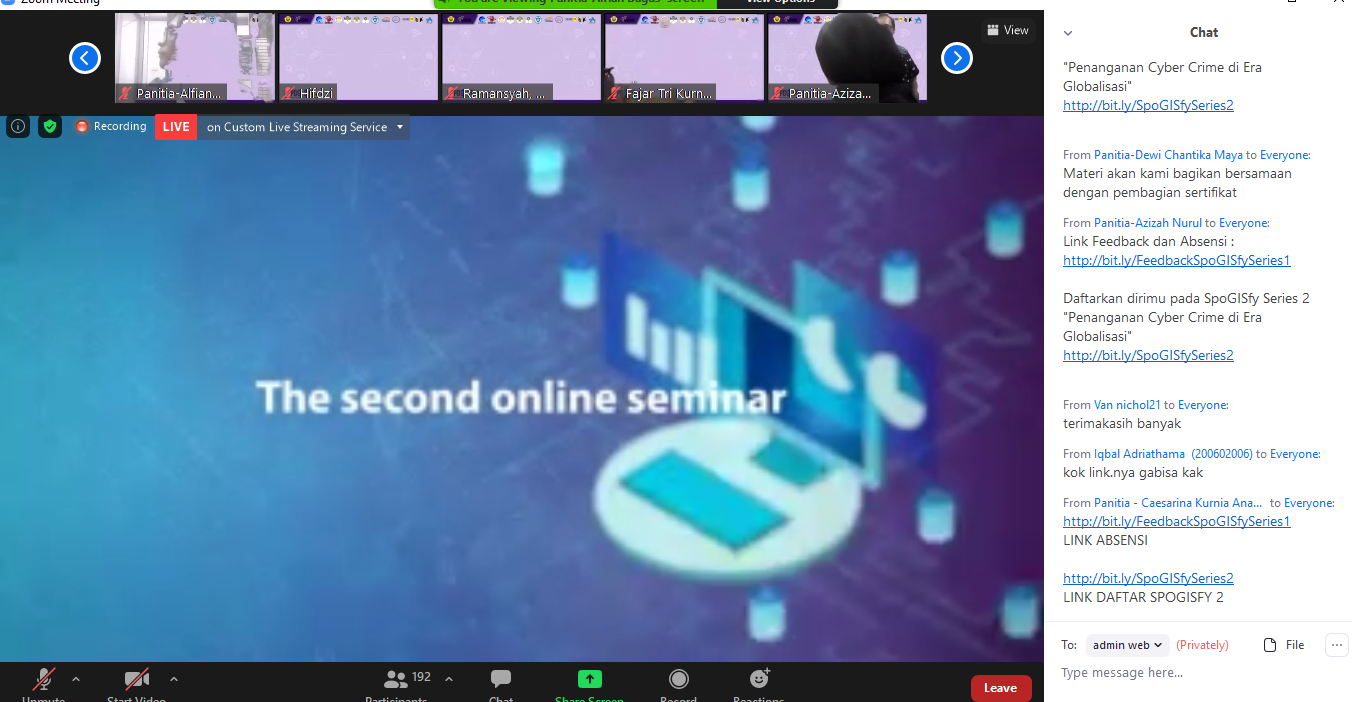 Zoom Meeting
You are viewing Panitia-Alfian Bagus' screen
View Options
View
Panitia-Alfian...
Hifdzi
Ramansyah, ...
Fajar Tri Kurn...
Panitia-Aziza...
Recording
LIVE
on Custom Live Streaming Service
The second online seminar
Unmute
Start Video
192
Participants
Chat
Share Screen
Record
Reactions
Leave
Chat
"Penanganan Cyber Crime di Era
Globalisasi"
http://bit.ly/SpoGISfySeries2
From Panitia-Dewi Chantika Maya to Everyone:
Materi akan kami bagikan bersamaan
dengan pembagian sertifikat
From Panitia-Azizah Nurul to Everyone:
Link Feedback dan Absensi :
http://bit.ly/FeedbackSpoGISfySeries1
Daftarkan dirimu pada SpoGISfy Series 2
"Penanganan Cyber Crime di Era
Globalisasi"
http://bit.ly/SpoGISfySeries2
From Van nichol21 to Everyone:
terimakasih banyak
From Iqbal Adriathama (200602006) to Everyone:
kok link.nya gabisa kak
From Panitia - Caesarina Kurnia Ana... to Everyone:
http://bit.ly/FeedbackSpoGISfySeries1
LINK ABSENSI
http://bit.ly/SpoGISfySeries2
LINK DAFTAR SPOGISFY 2
To: admin web (Privately) File
Type message here...